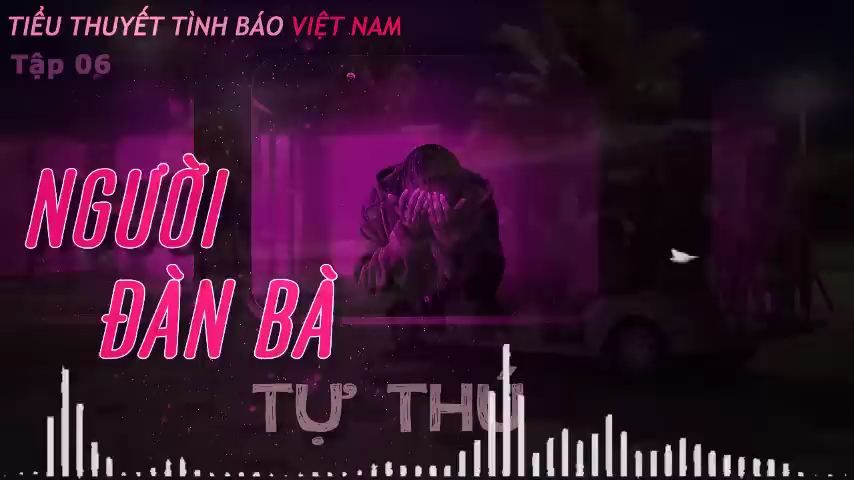 TIỂU THUYẾT TÌNH BÁO VIỆT NAM
Tập 06
NGƯỜI
ĐÀN BÀ
TỰ THÚ